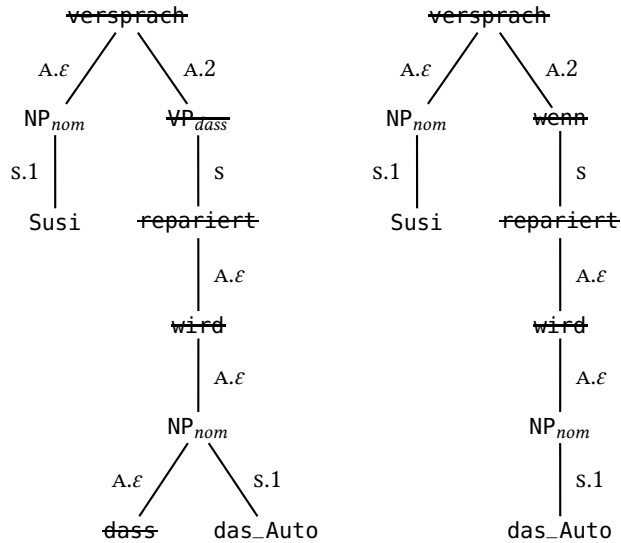 versprach versprach
A.ε A.2 A.ε A.2
NP_nom VP_dass NP_nom wenn
s.1 s s.1 s
Susi repariert Susi repariert
A.ε A.ε
wird wird
A.ε A.ε
NP_nom NP_nom
A.ε s.1 s.1
dass das_Auto das_Auto